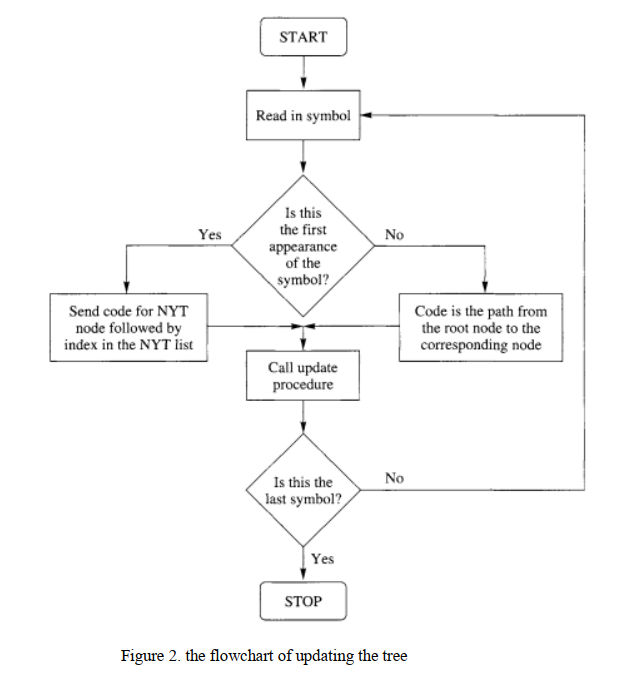 START
Read in symbol
Is this
the first
appearance
of the
symbol?
Yes
No
Send code for NYT
node followed by
index in the NYT list
Code is the path from
the root node to the
corresponding node
Call update
procedure
Is this the
last symbol?
No
Yes
STOP
Figure 2. the flowchart of updating the tree